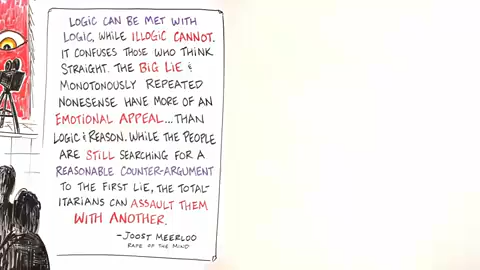 LOGIC CAN BE MET WITH
LOGIC, WHILE ILLOGIC CANNOT.
IT CONFUSES THOSE WHO THINK
STRAIGHT. THE BIG LIE &
MONOTONOUSLY REPEATED
NONESENSE HAVE MORE OF AN
EMOTIONAL APPEAL... THAN
LOGIC & REASON. WHILE THE PEOPLE
ARE STILL SEARCHING FOR A
REASONABLE COUNTER-ARGUMENT
TO THE FIRST LIE, THE TOTAL-
ITARIANS CAN ASSAULT THEM
WITH ANOTHER.
-JOOST MEERLOO
RAPE OF THE MIND